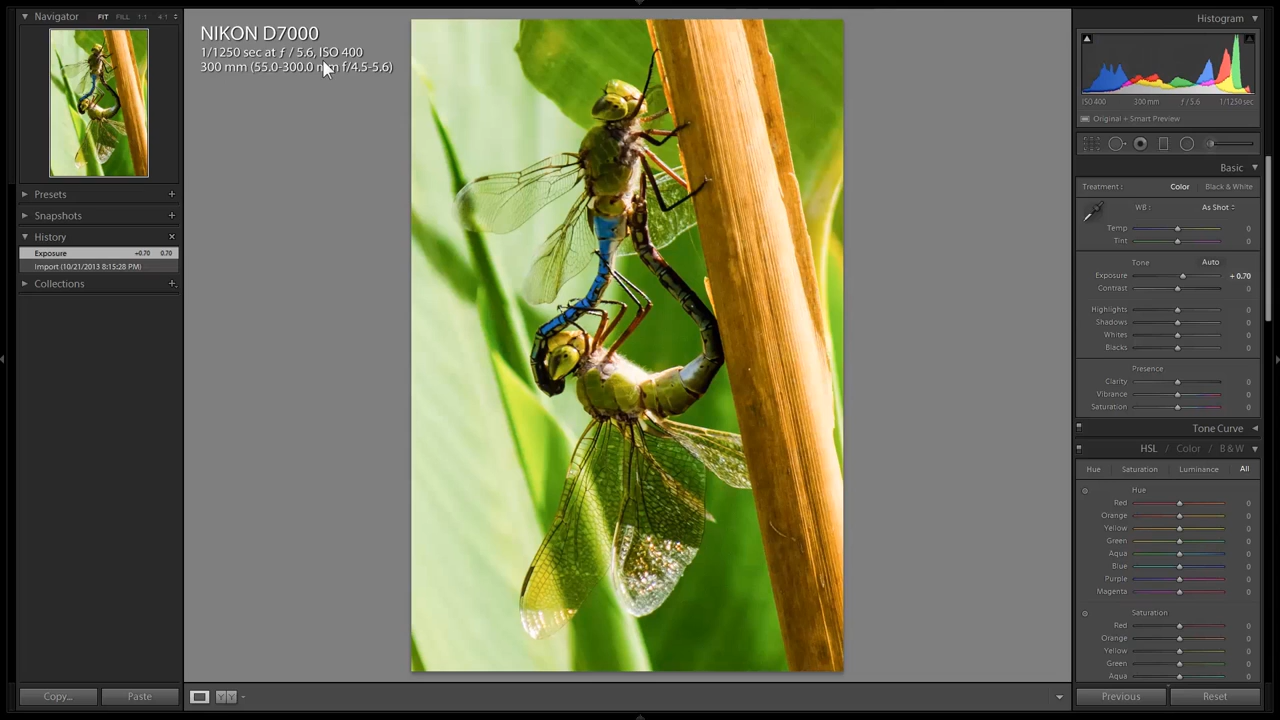 Navigator FIT FILL 1:1 4:1
NIKON D7000
1/1250 sec at ƒ / 5.6, ISO 400
300 mm (55.0-300.0 mm f/4.5-5.6)
Presets
Snapshots
History
Exposure +0.70 0.70
Import (10/21/2013 8:15:28 PM)
Collections
Copy... Paste
Histogram
ISO 400 300 mm ƒ / 5.6 1/1250 sec
Original + Smart Preview
Basic
Treatment : Color Black & White
WB : As Shot
Temp 0
Tint 0
Tone Auto
Exposure + 0.70
Contrast 0
Highlights 0
Shadows 0
Whites 0
Blacks 0
Presence
Clarity 0
Vibrance 0
Saturation 0
Tone Curve
HSL / Color / B & W
Hue Saturation Luminance All
Hue
Red 0
Orange 0
Yellow 0
Green 0
Aqua 0
Blue 0
Purple 0
Magenta 0
Saturation
Red 0
Orange 0
Yellow 0
Green 0
Aqua 0
Previous Reset
Y Y